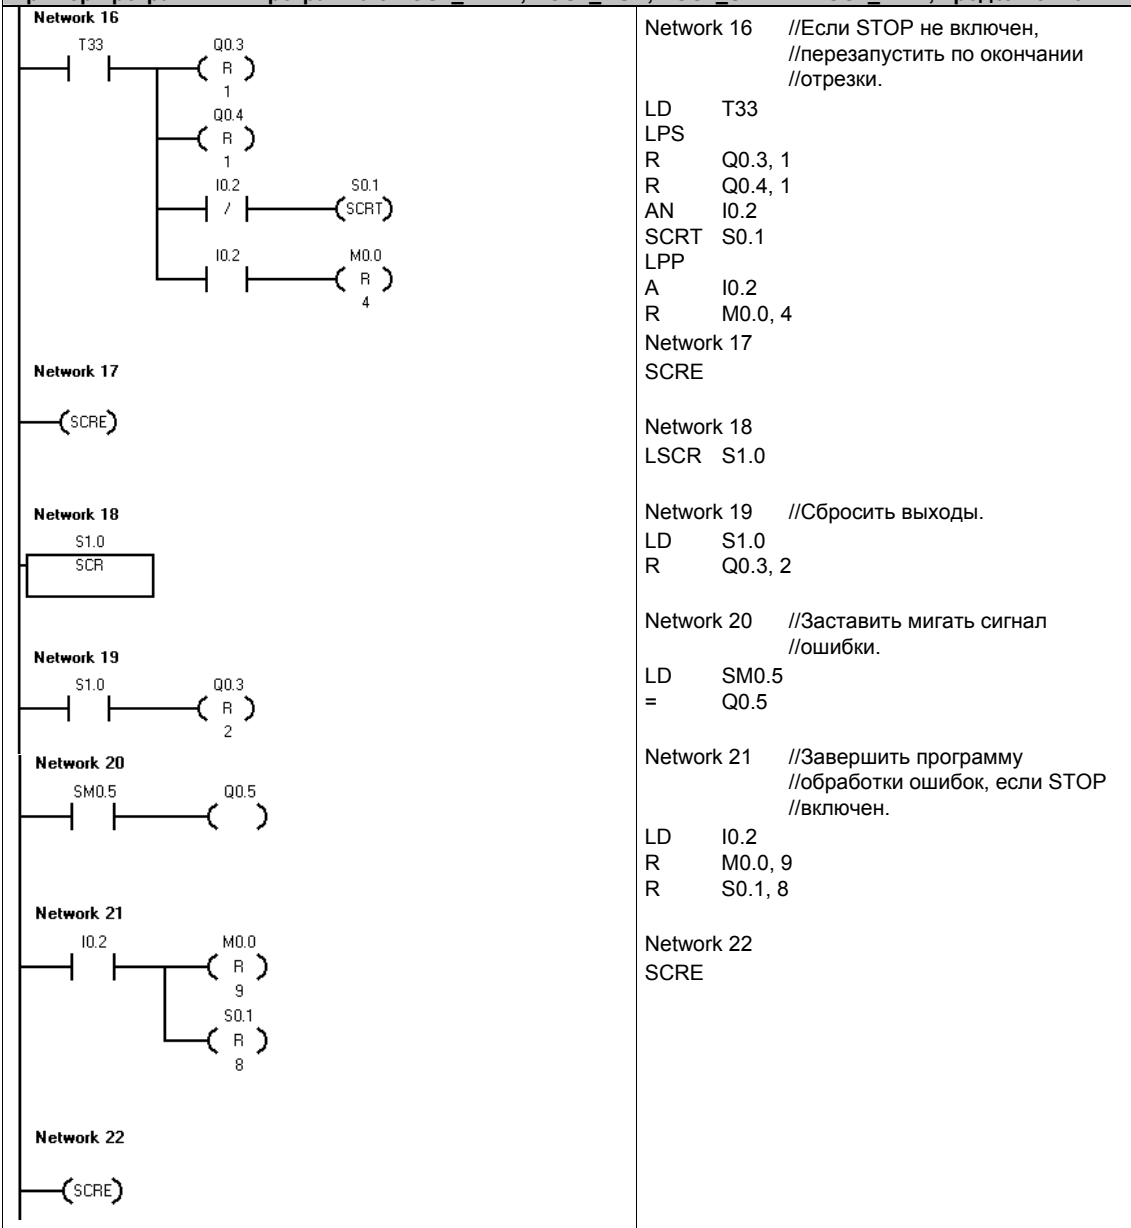 Network 16
T33 Q0.3
R
1
Q0.4
R
1
I0.2 S0.1
/ SCRT
I0.2 M0.0
R
4
Network 17
SCRE
Network 18
S1.0
SCR
Network 19
S1.0 Q0.3
R
2
Network 20
SM0.5 Q0.5
Network 21
I0.2 M0.0
R
9
S0.1
R
8
Network 22
SCRE
Network 16 //Если STOP не включен,
//перезапустить по окончании
//отрезки.
LD T33
LPS
R Q0.3, 1
R Q0.4, 1
AN I0.2
SCRT S0.1
LPP
A I0.2
R M0.0, 4
Network 17
SCRE
Network 18
LSCR S1.0
Network 19 //Сбросить выходы.
LD S1.0
R Q0.3, 2
Network 20 //Заставить мигать сигнал
//ошибки.
LD SM0.5
= Q0.5
Network 21 //Завершить программу
//обработки ошибок, если STOP
//включен.
LD I0.2
R M0.0, 9
R S0.1, 8
Network 22
SCRE